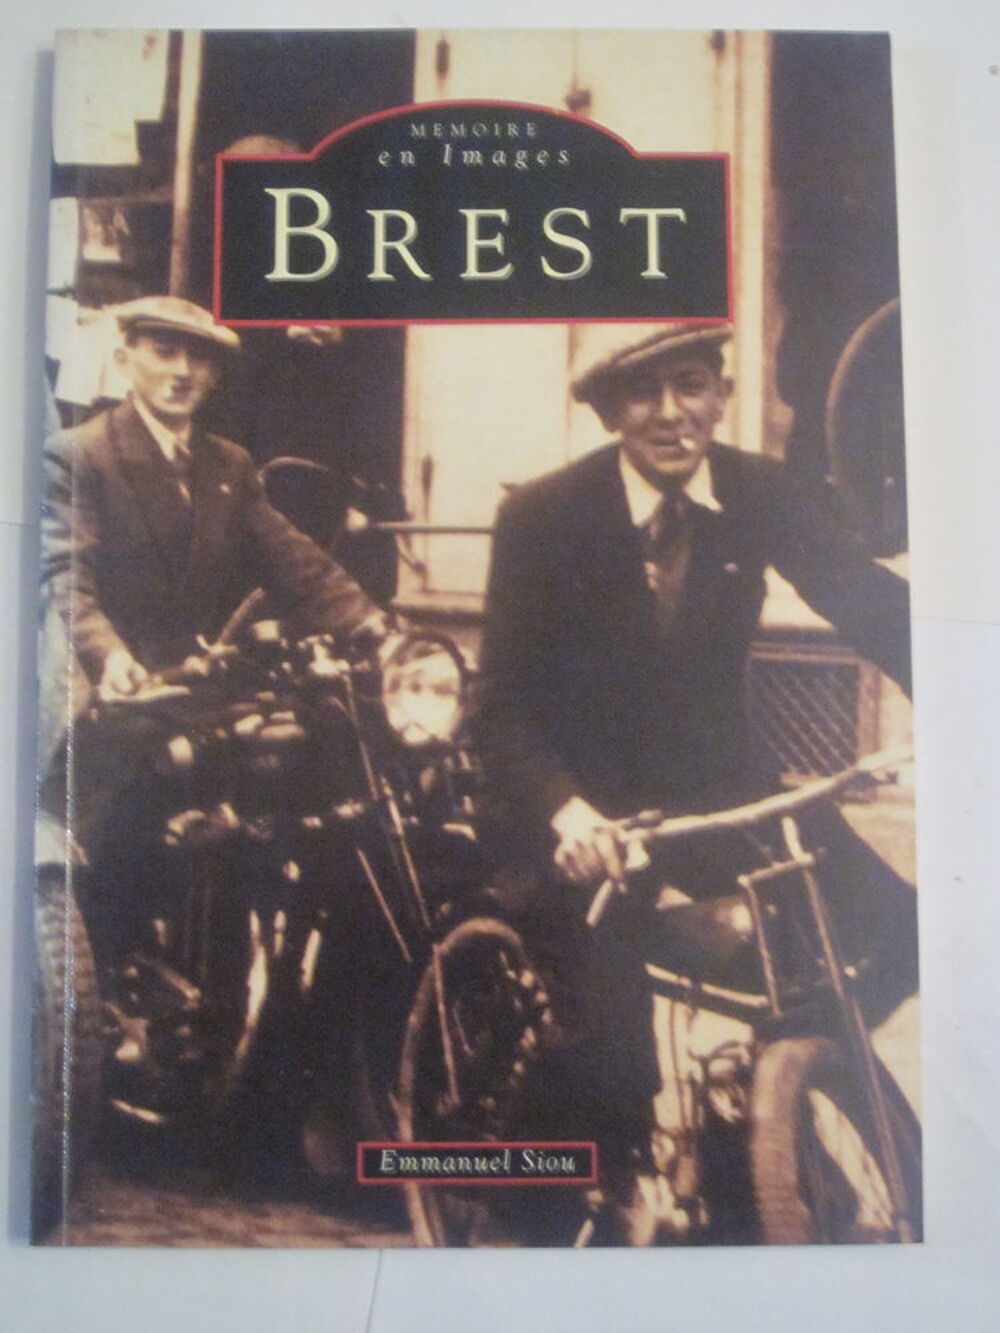 MEMOIRE
en Images
BREST
Emmanuel Siou